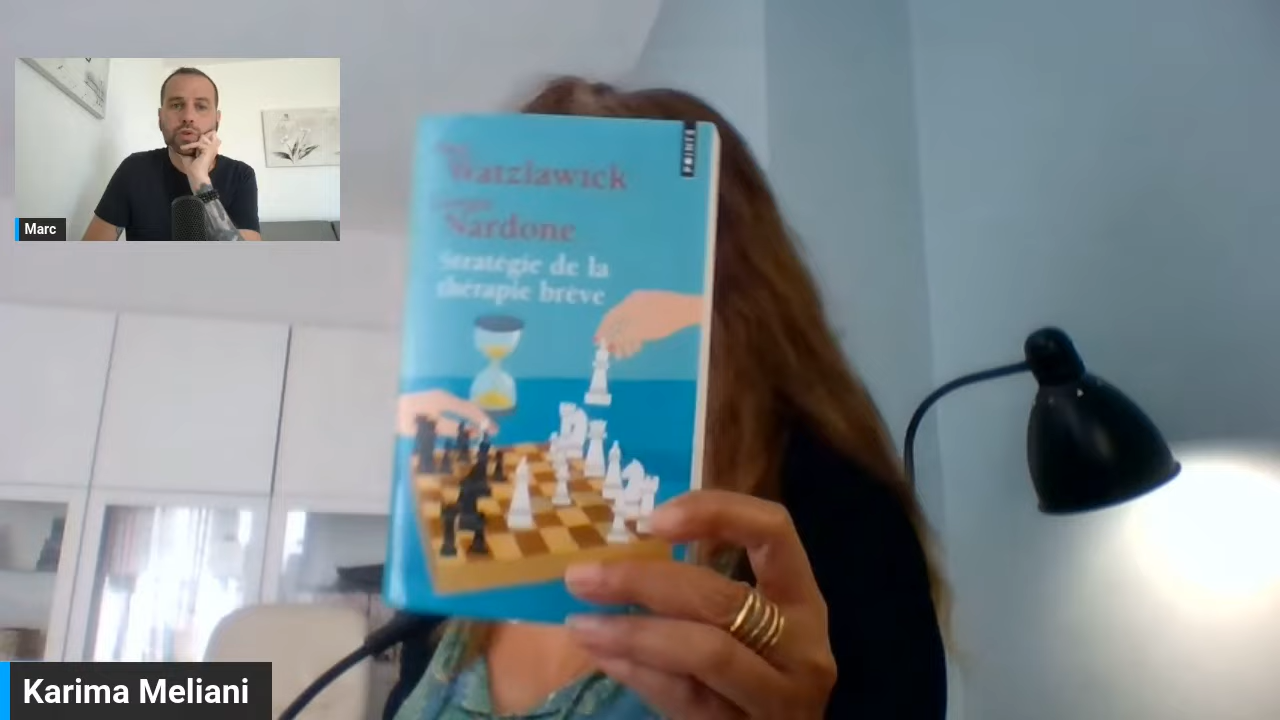 Marc
POINTS
Watzlawick
Nardone
Stratégie de la
thérapie brève
Karima Meliani